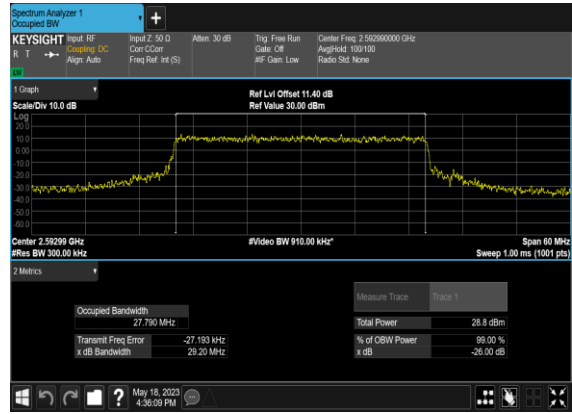 Spectrum Analyzer 1
Occupied BW
+
KEYSIGHT Input: RF Input Z: 50 Ω Atten: 30 dB Trig: Free Run Center Freq: 2.592990000 GHz
R T Coupling: DC Corr CCorr Gate: Off Avg|Hold: 100/100
Align: Auto Freq Ref: Int (S) #IF Gain: Low Radio Std: None
1 Graph
Ref Lvl Offset 11.40 dB
Scale/Div 10.0 dB Ref Value 30.00 dBm
Log
20.0
10.0
0.00
-10.0
-20.0
-30.0
-40.0
-50.0
-60.0
Center 2.59299 GHz #Video BW 910.00 kHz* Span 60 MHz
#Res BW 300.00 kHz Sweep 1.00 ms (1001 pts)
2 Metrics
Measure Trace Trace 1
Occupied Bandwidth
27.790 MHz Total Power 28.8 dBm
Transmit Freq Error -27.193 kHz % of OBW Power 99.00 %
x dB Bandwidth 29.20 MHz x dB -26.00 dB
? May 18, 2023
4:36:09 PM